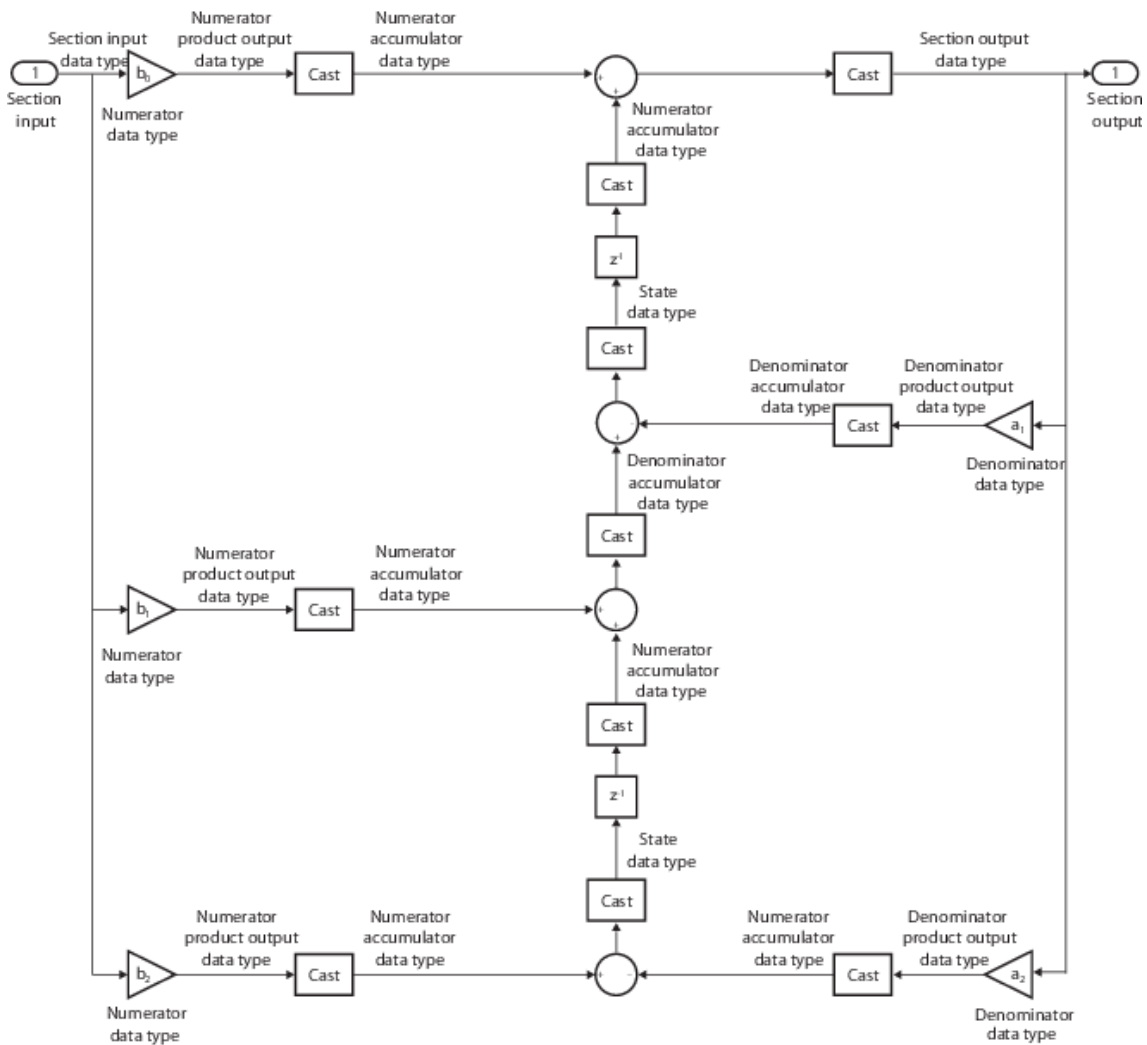 Section input
data type
Numerator
product output
data type
Numerator
accumulator
data type
Section output
data type
1
b0
Cast
+
+
Cast
1
Section
input
Numerator
data type
Numerator
accumulator
data type
Section
output
Cast
z-1
State
data type
Cast
Denominator
accumulator
data type
Denominator
product output
data type
-
+
Cast
a1
Denominator
accumulator
data type
Denominator
data type
Cast
Numerator
product output
data type
Numerator
accumulator
data type
b1
Cast
+
+
Numerator
data type
Numerator
accumulator
data type
Cast
z-1
State
data type
Cast
Numerator
product output
data type
Numerator
accumulator
data type
Numerator
accumulator
data type
Denominator
product output
data type
b2
Cast
+
-
Cast
a2
Numerator
data type
Denominator
data type